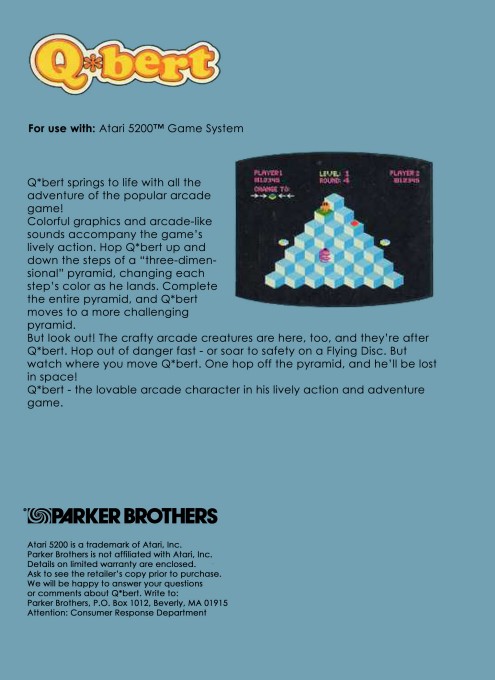 Q*bert
For use with: Atari 5200™ Game System
PLAYER 1
LEVEL: 1
PLAYER 2
0012345
ROUND: 4
0012345
CHANGE TO:
Q*bert springs to life with all the
adventure of the popular arcade
game!
Colorful graphics and arcade-like
sounds accompany the game's
lively action. Hop Q*bert up and
down the steps of a "three-dimen-
sional" pyramid, changing each
step's color as he lands. Complete
the entire pyramid, and Q*bert
moves to a more challenging
pyramid.
But look out! The crafty arcade creatures are here, too, and they're after
Q*bert. Hop out of danger fast - or soar to safety on a Flying Disc. But
watch where you move Q*bert. One hop off the pyramid, and he'll be lost
in space!
Q*bert - the lovable arcade character in his lively action and adventure
game.
PARKER BROTHERS
Atari 5200 is a trademark of Atari, Inc.
Parker Brothers is not affiliated with Atari, Inc.
Details on limited warranty are enclosed.
Ask to see the retailer's copy prior to purchase.
We will be happy to answer your questions
or comments about Q*bert. Write to:
Parker Brothers, P.O. Box 1012, Beverly, MA 01915
Attention: Consumer Response Department